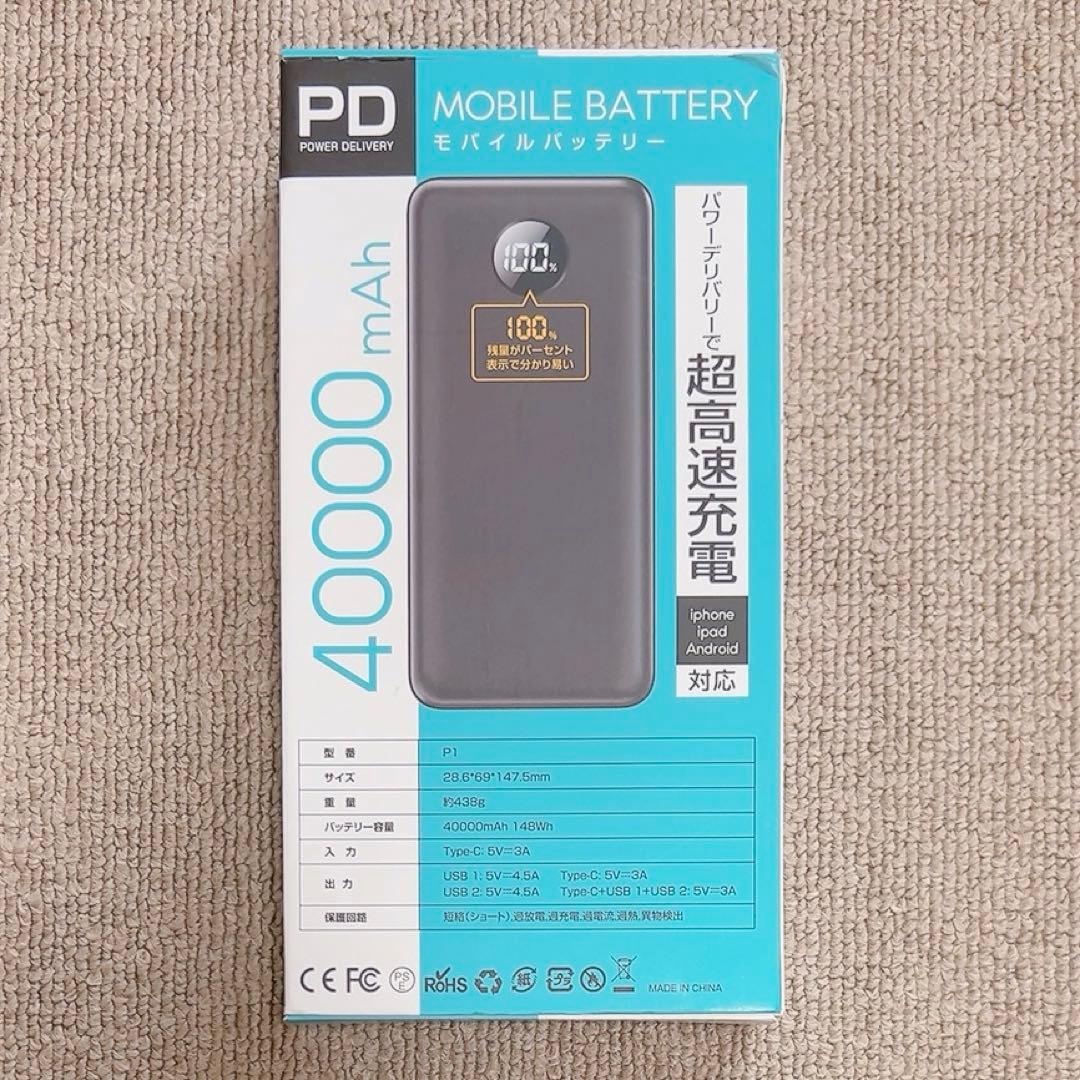 PD
POWER DELIVERY
MOBILE BATTERY
モバイルバッテリー
40000 mAh
100%
100%
残量がパーセント
表示で分かり易い
パワーデリバリーで
超高速充電
iphone
ipad
Android
対応
型番 P1
サイズ 28.6*69*147.5mm
重量 約438g
バッテリー容量 40000mAh 148Wh
入力 Type-C: 5V⎓3A
出力 USB 1: 5V⎓4.5A Type-C: 5V⎓3A
USB 2: 5V⎓4.5A Type-C+USB 1+USB 2: 5V⎓3A
保護回路 短絡(ショート),過放電,過充電,過電流,過熱,異物検出
CE FC PSE RoHS 紙 プラ MADE IN CHINA